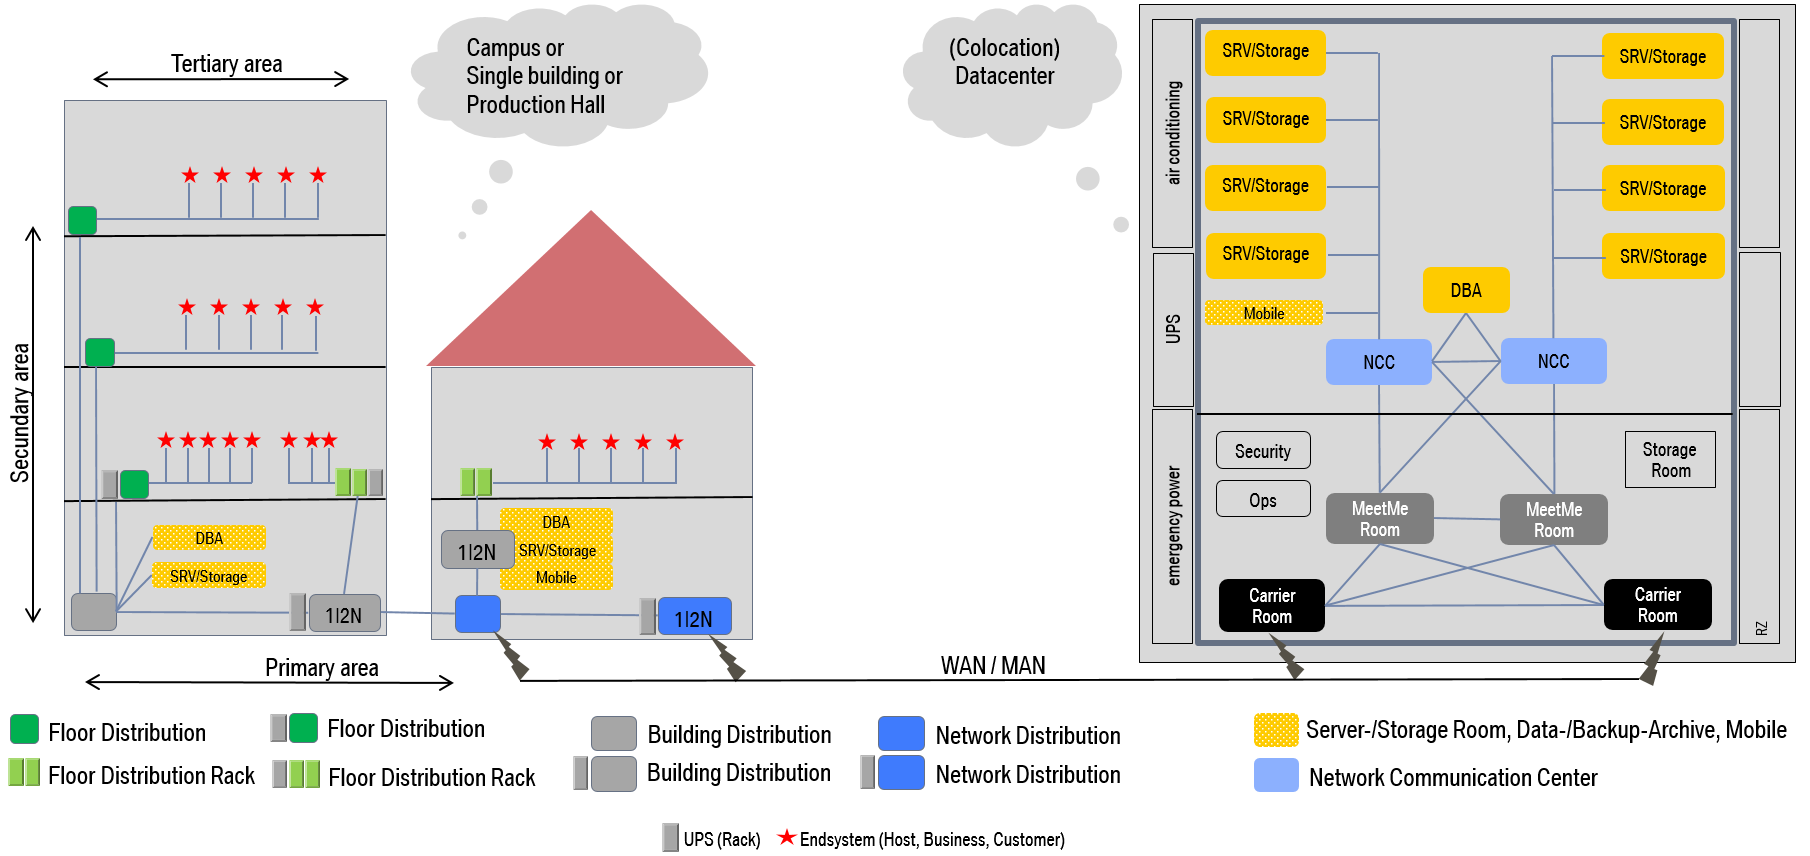 Campus or
Single building or
Production Hall
(Colocation)
Datacenter
Tertiary area
Secundary area
DBA
SRV/Storage
1|2N
1|2N
DBA
SRV/Storage
Mobile
1|2N
Primary area
WAN / MAN
air conditioning
UPS
emergency power
SRV/Storage
SRV/Storage
SRV/Storage
SRV/Storage
SRV/Storage
SRV/Storage
SRV/Storage
SRV/Storage
Mobile
DBA
NCC
NCC
Security
Ops
Storage
Room
MeetMe
Room
MeetMe
Room
Carrier
Room
Carrier
Room
RZ
Floor Distribution
Floor Distribution
Building Distribution
Network Distribution
Server-/Storage Room, Data-/Backup-Archive, Mobile
Floor Distribution Rack
Floor Distribution Rack
Building Distribution
Network Distribution
Network Communication Center
UPS (Rack)
Endsystem (Host, Business, Customer)